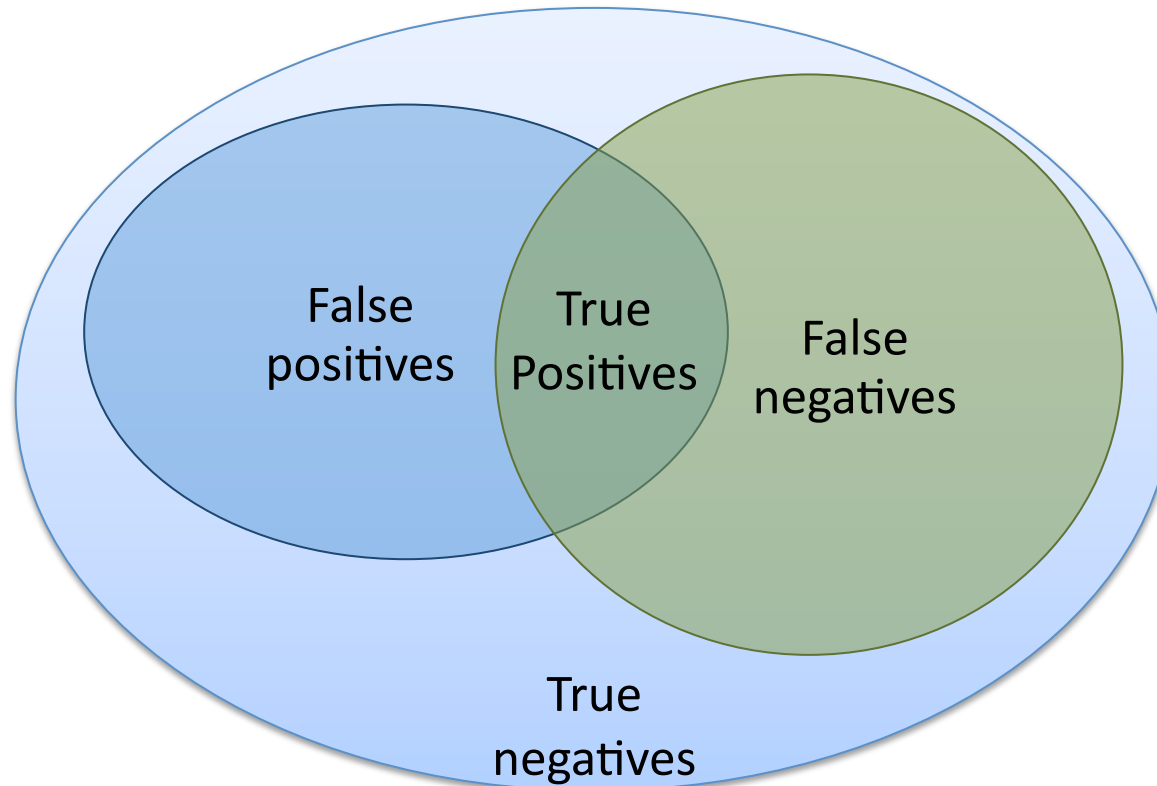 False
positives
True
Positives
False
negatives
True
negatives